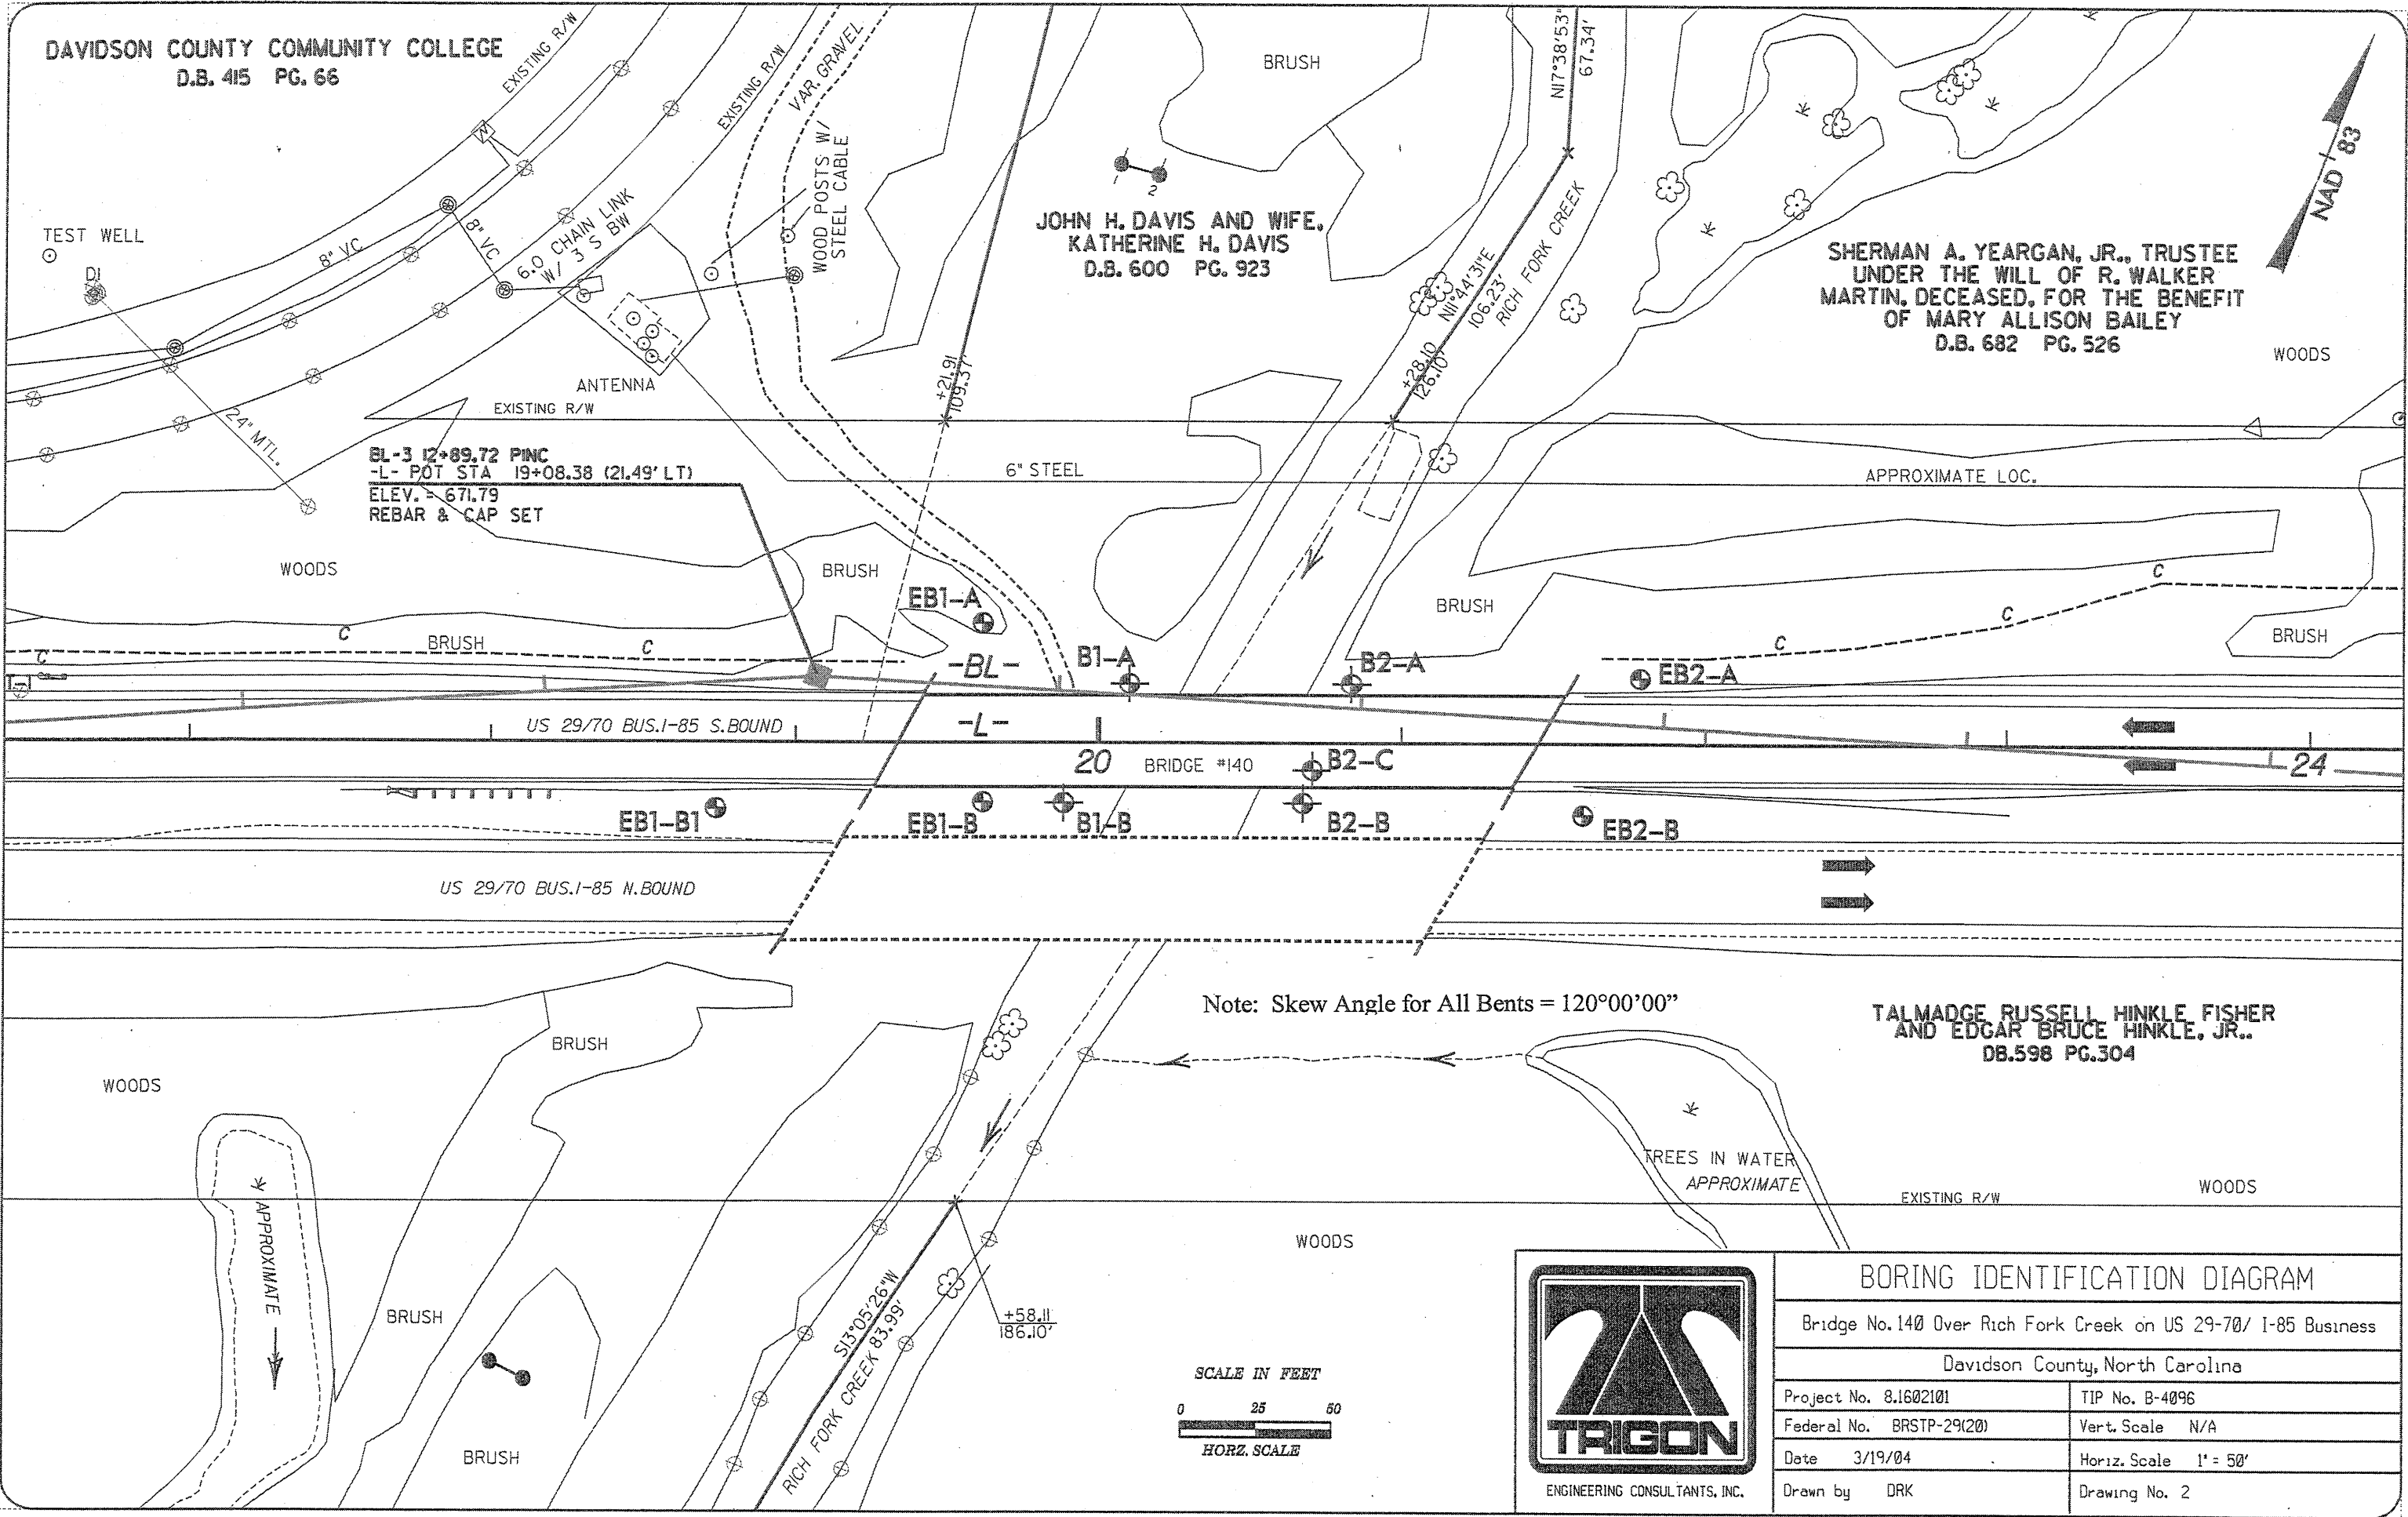 DAVIDSON COUNTY COMMUNITY COLLEGE
D.B. 415 PG. 66
EXISTING R/W
EXISTING R/W
VAR. GRAVEL
WOOD POSTS W/
STEEL CABLE
BRUSH
N17°38'53"
67.34'
NAD 83
TEST WELL
DI
8" VC
8" VC
6.0 CHAIN LINK
W/ 3 S BW
2
JOHN H. DAVIS AND WIFE,
KATHERINE H. DAVIS
D.B. 600 PG. 923
N11°44'31"E
106.23'
RICH FORK CREEK
SHERMAN A. YEARGAN, JR., TRUSTEE
UNDER THE WILL OF R. WALKER
MARTIN, DECEASED, FOR THE BENEFIT
OF MARY ALLISON BAILEY
D.B. 682 PG. 526
WOODS
ANTENNA
+21.91
109.37'
+28.10
126.10'
EXISTING R/W
24" MTL.
BL-3 12+89.72 PINC
-L- POT STA 19+08.38 (21.49' LT)
ELEV. = 671.79
REBAR & CAP SET
6" STEEL
APPROXIMATE LOC.
WOODS
BRUSH
EB1-A
BRUSH
C
C
C
C
BRUSH
C
C
BRUSH
-BL-
B1-A
B2-A
EB2-A
US 29/70 BUS.I-85 S.BOUND
-L-
20
BRIDGE #140
B2-C
24
EB1-B1
EB1-B
B1-B
B2-B
EB2-B
US 29/70 BUS.I-85 N.BOUND
Note: Skew Angle for All Bents = 120°00'00"
TALMADGE RUSSELL HINKLE FISHER
AND EDGAR BRUCE HINKLE, JR..
DB.598 PG.304
BRUSH
WOODS
TREES IN WATER
APPROXIMATE
EXISTING R/W
WOODS
APPROXIMATE
WOODS
S13°05'26"W
83.99'
RICH FORK CREEK
+58.11
186.10'
BRUSH
BRUSH
SCALE IN FEET
0 25 50
HORZ. SCALE
TRIGON
ENGINEERING CONSULTANTS, INC.
BORING IDENTIFICATION DIAGRAM
Bridge No. 140 Over Rich Fork Creek on US 29-70/ I-85 Business
Davidson County, North Carolina
Project No. 8.1602101
TIP No. B-4096
Federal No. BRSTP-29(20)
Vert. Scale N/A
Date 3/19/04
Horiz. Scale 1" = 50'
Drawn by DRK
Drawing No. 2